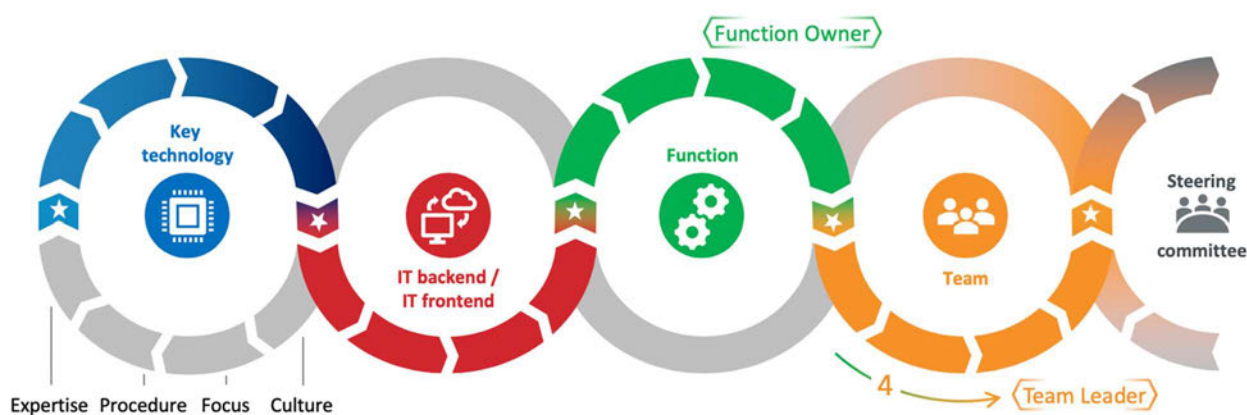 Function Owner
Key
technology
Function
Steering
committee
IT backend /
IT frontend
Team
4
Team Leader
Expertise Procedure Focus Culture